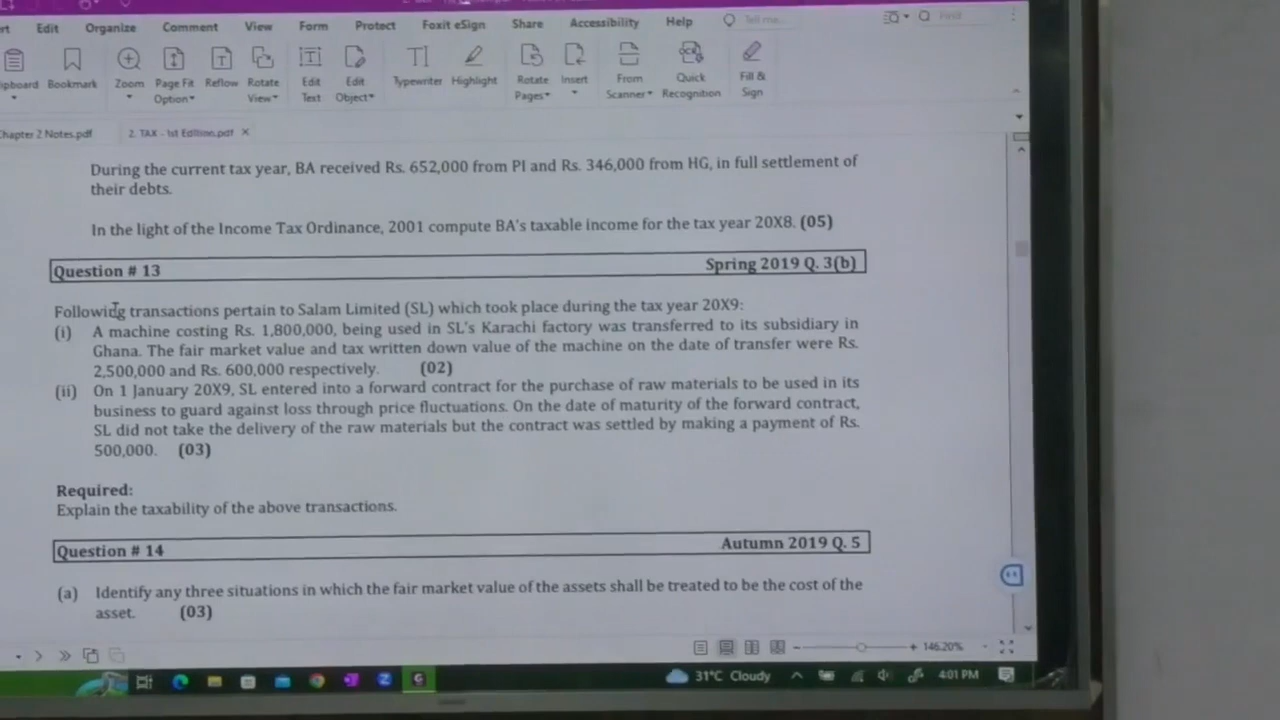 Edit Organize Comment View Form Protect Foxit eSign Share Accessibility Help Tell me... Find
Bookmark Zoom Page Fit Option Reflow Rotate View Edit Text Edit Object Typewriter Highlight Rotate Pages Insert From Scanner Quick Recognition Fill & Sign
Chapter 2 Notes.pdf 2. TAX - 1st Edition.pdf ×
During the current tax year, BA received Rs. 652,000 from PI and Rs. 346,000 from HG, in full settlement of
their debts.
In the light of the Income Tax Ordinance, 2001 compute BA's taxable income for the tax year 20X8. (05)
Question # 13 Spring 2019 Q. 3(b)
Following transactions pertain to Salam Limited (SL) which took place during the tax year 20X9:
(i) A machine costing Rs. 1,800,000, being used in SL's Karachi factory was transferred to its subsidiary in
Ghana. The fair market value and tax written down value of the machine on the date of transfer were Rs.
2,500,000 and Rs. 600,000 respectively. (02)
(ii) On 1 January 20X9, SL entered into a forward contract for the purchase of raw materials to be used in its
business to guard against loss through price fluctuations. On the date of maturity of the forward contract,
SL did not take the delivery of the raw materials but the contract was settled by making a payment of Rs.
500,000. (03)
Required:
Explain the taxability of the above transactions.
Question # 14 Autumn 2019 Q. 5
(a) Identify any three situations in which the fair market value of the assets shall be treated to be the cost of the
asset. (03)
146.20%
31°C Cloudy 4:01 PM